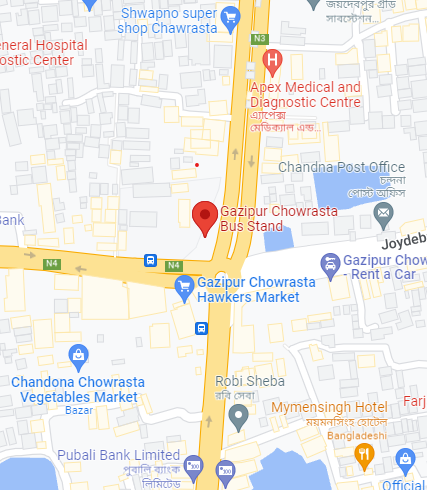 জয়দেবপুর গ্রীড
সাবস্টেশন
Shwapno super
shop Chawrasta
N3
eneral Hospital
ostic Center
Apex Medical and
Diagnostic Centre
এ্যাপেক্স
মেডিক্যাল এন্ড...
Chandna Post Office
চন্দনা
পোস্ট অফিস
Gazipur Chowrasta
Bus Stand
Bank
Joydeb
N4
N4
Gazipur Chow
- Rent a Car
Gazipur Chowrasta
Hawkers Market
Chandona Chowrasta
Vegetables Market
Bazar
Robi Sheba
রবি সেবা
Mymensingh Hotel
ময়মনসিংহ হোটেল
Bangladeshi
Farj
Pubali Bank Limited
পুবালি ব্যাংক
লিমিটেড
Official